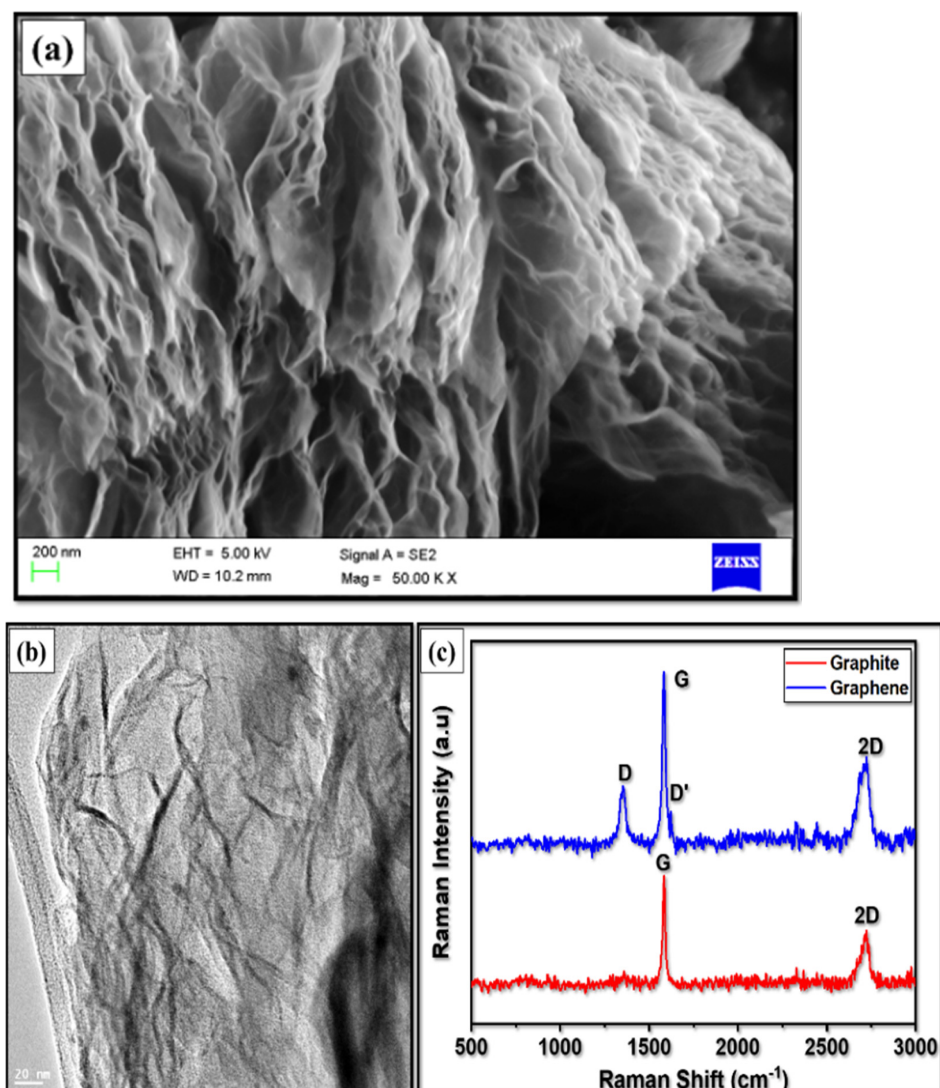 (a)
200 nm
EHT = 5.00 kV
Signal A = SE2
WD = 10.2 mm
Mag = 50.00 K X
ZEISS
(b)
20 nm
(c)
Graphite
Graphene
G
D
D'
2D
G
2D
Raman Intensity (a.u)
500 1000 1500 2000 2500 3000
Raman Shift (cm⁻¹)